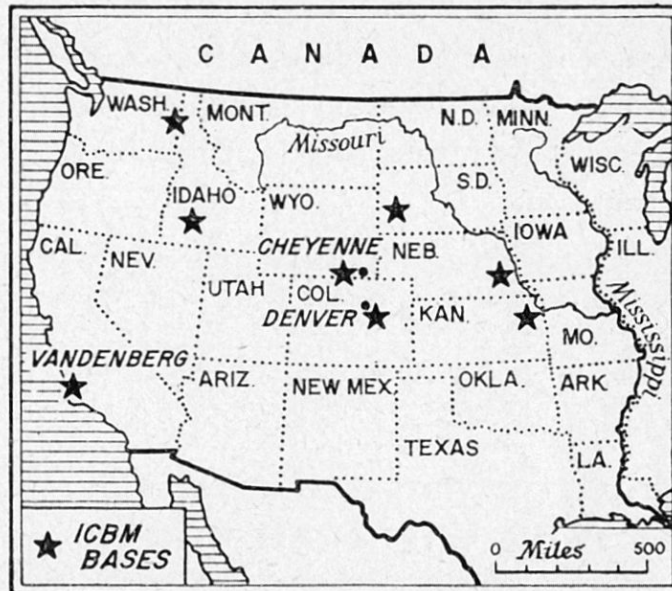 CANADA
WASH.
MONT.
N.D.
MINN.
Missouri
WISC.
ORE.
IDAHO
WYO.
S.D.
IOWA
ILL.
CAL.
NEV.
CHEYENNE
NEB.
UTAH
COL.
DENVER
KAN.
MO.
Mississippi
VANDENBERG
ARIZ.
NEW MEX.
OKLA.
ARK.
TEXAS
LA.
ICBM
BASES
0 Miles 500